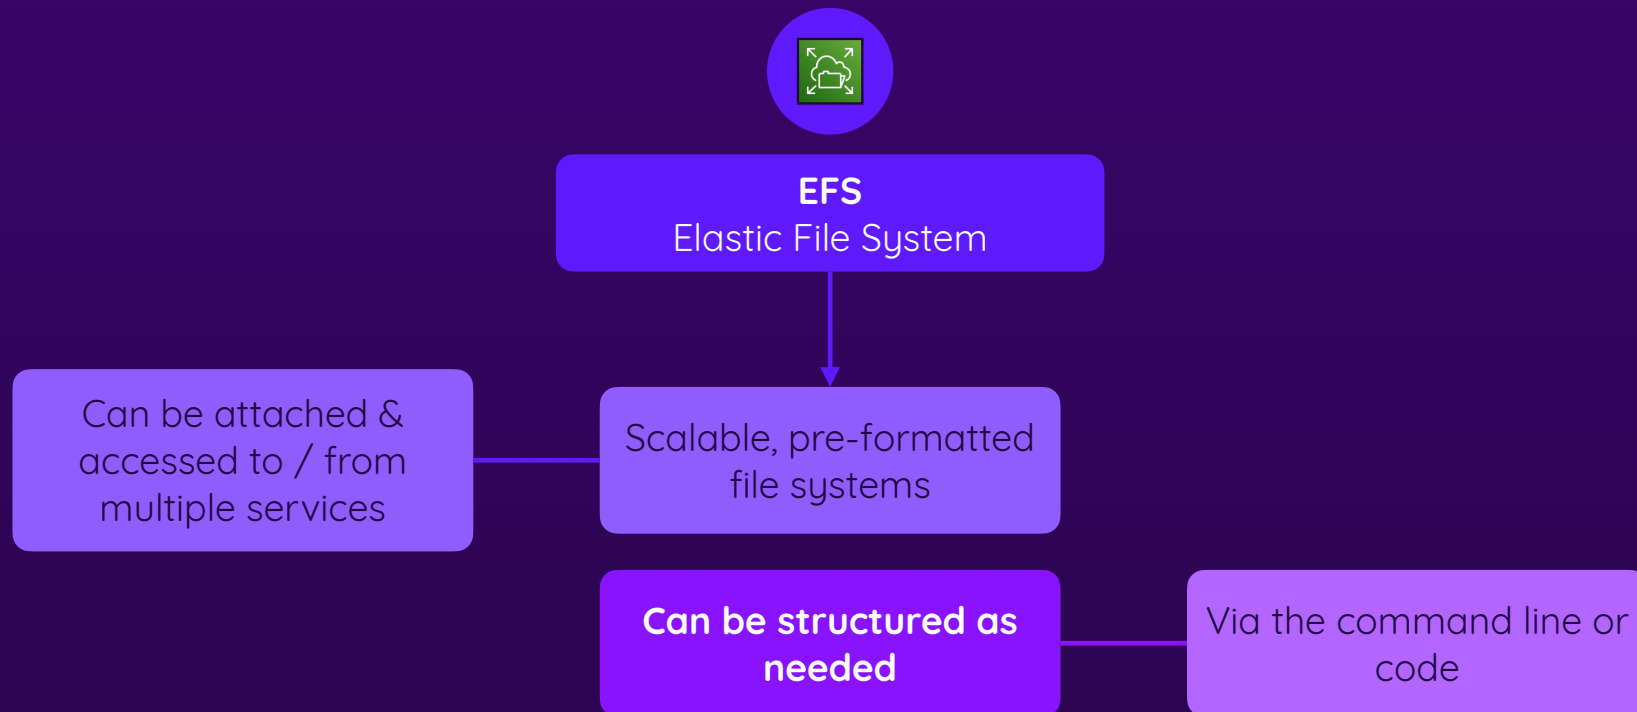 EFS
Elastic File System
Can be attached &
accessed to / from
multiple services
Scalable, pre-formatted
file systems
Can be structured as
needed
Via the command line or
code